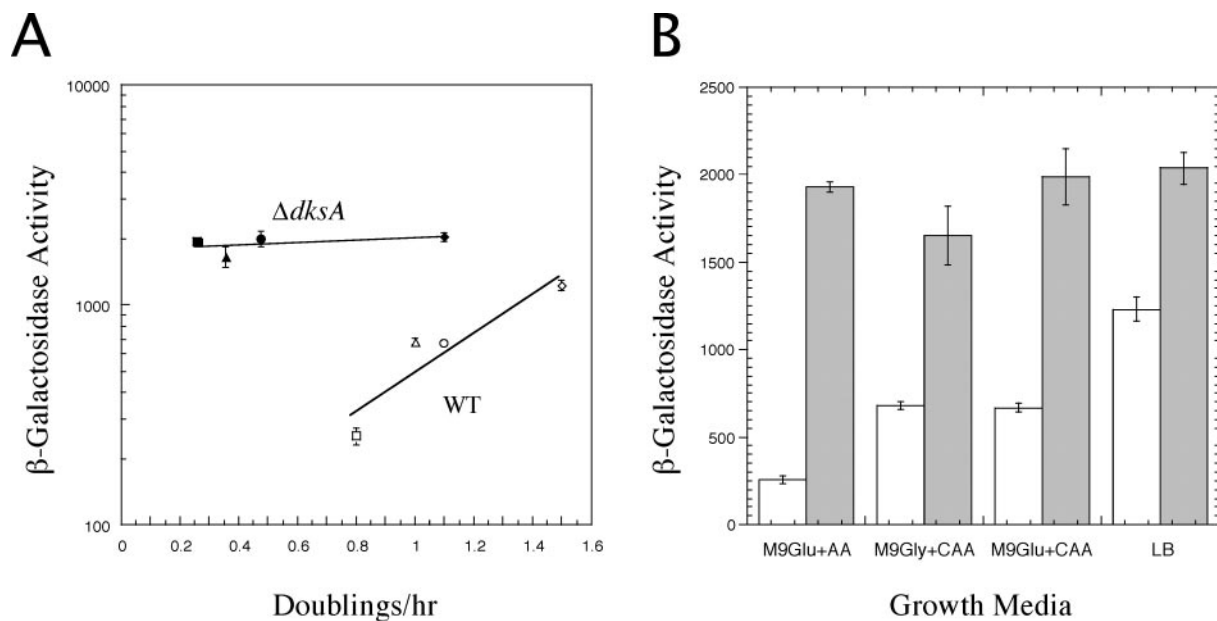 A
β-Galactosidase Activity
10000
1000
100
ΔdksA
WT
0 0.2 0.4 0.6 0.8 1 1.2 1.4 1.6
Doublings/hr
B
β-Galactosidase Activity
2500
2000
1500
1000
500
0
M9Glu+AA M9Gly+CAA M9Glu+CAA LB
Growth Media